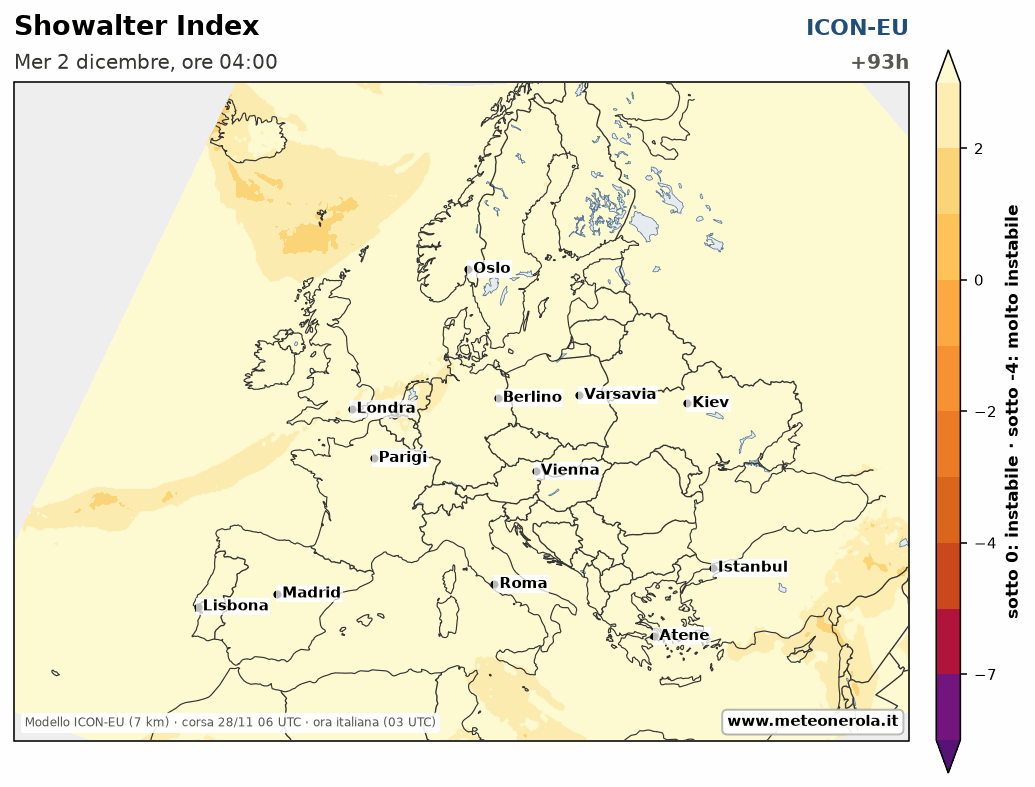 Showalter Index
ICON-EU
Mer 2 dicembre, ore 04:00
+93h
Oslo
Berlino
Varsavia
Kiev
Londra
Parigi
Vienna
Istanbul
Roma
Madrid
Lisbona
Atene
2
0
−2
−4
−7
sotto 0: instabile · sotto -4: molto instabile
Modello ICON-EU (7 km) · corsa 28/11 06 UTC · ora italiana (03 UTC)
www.meteonerola.it